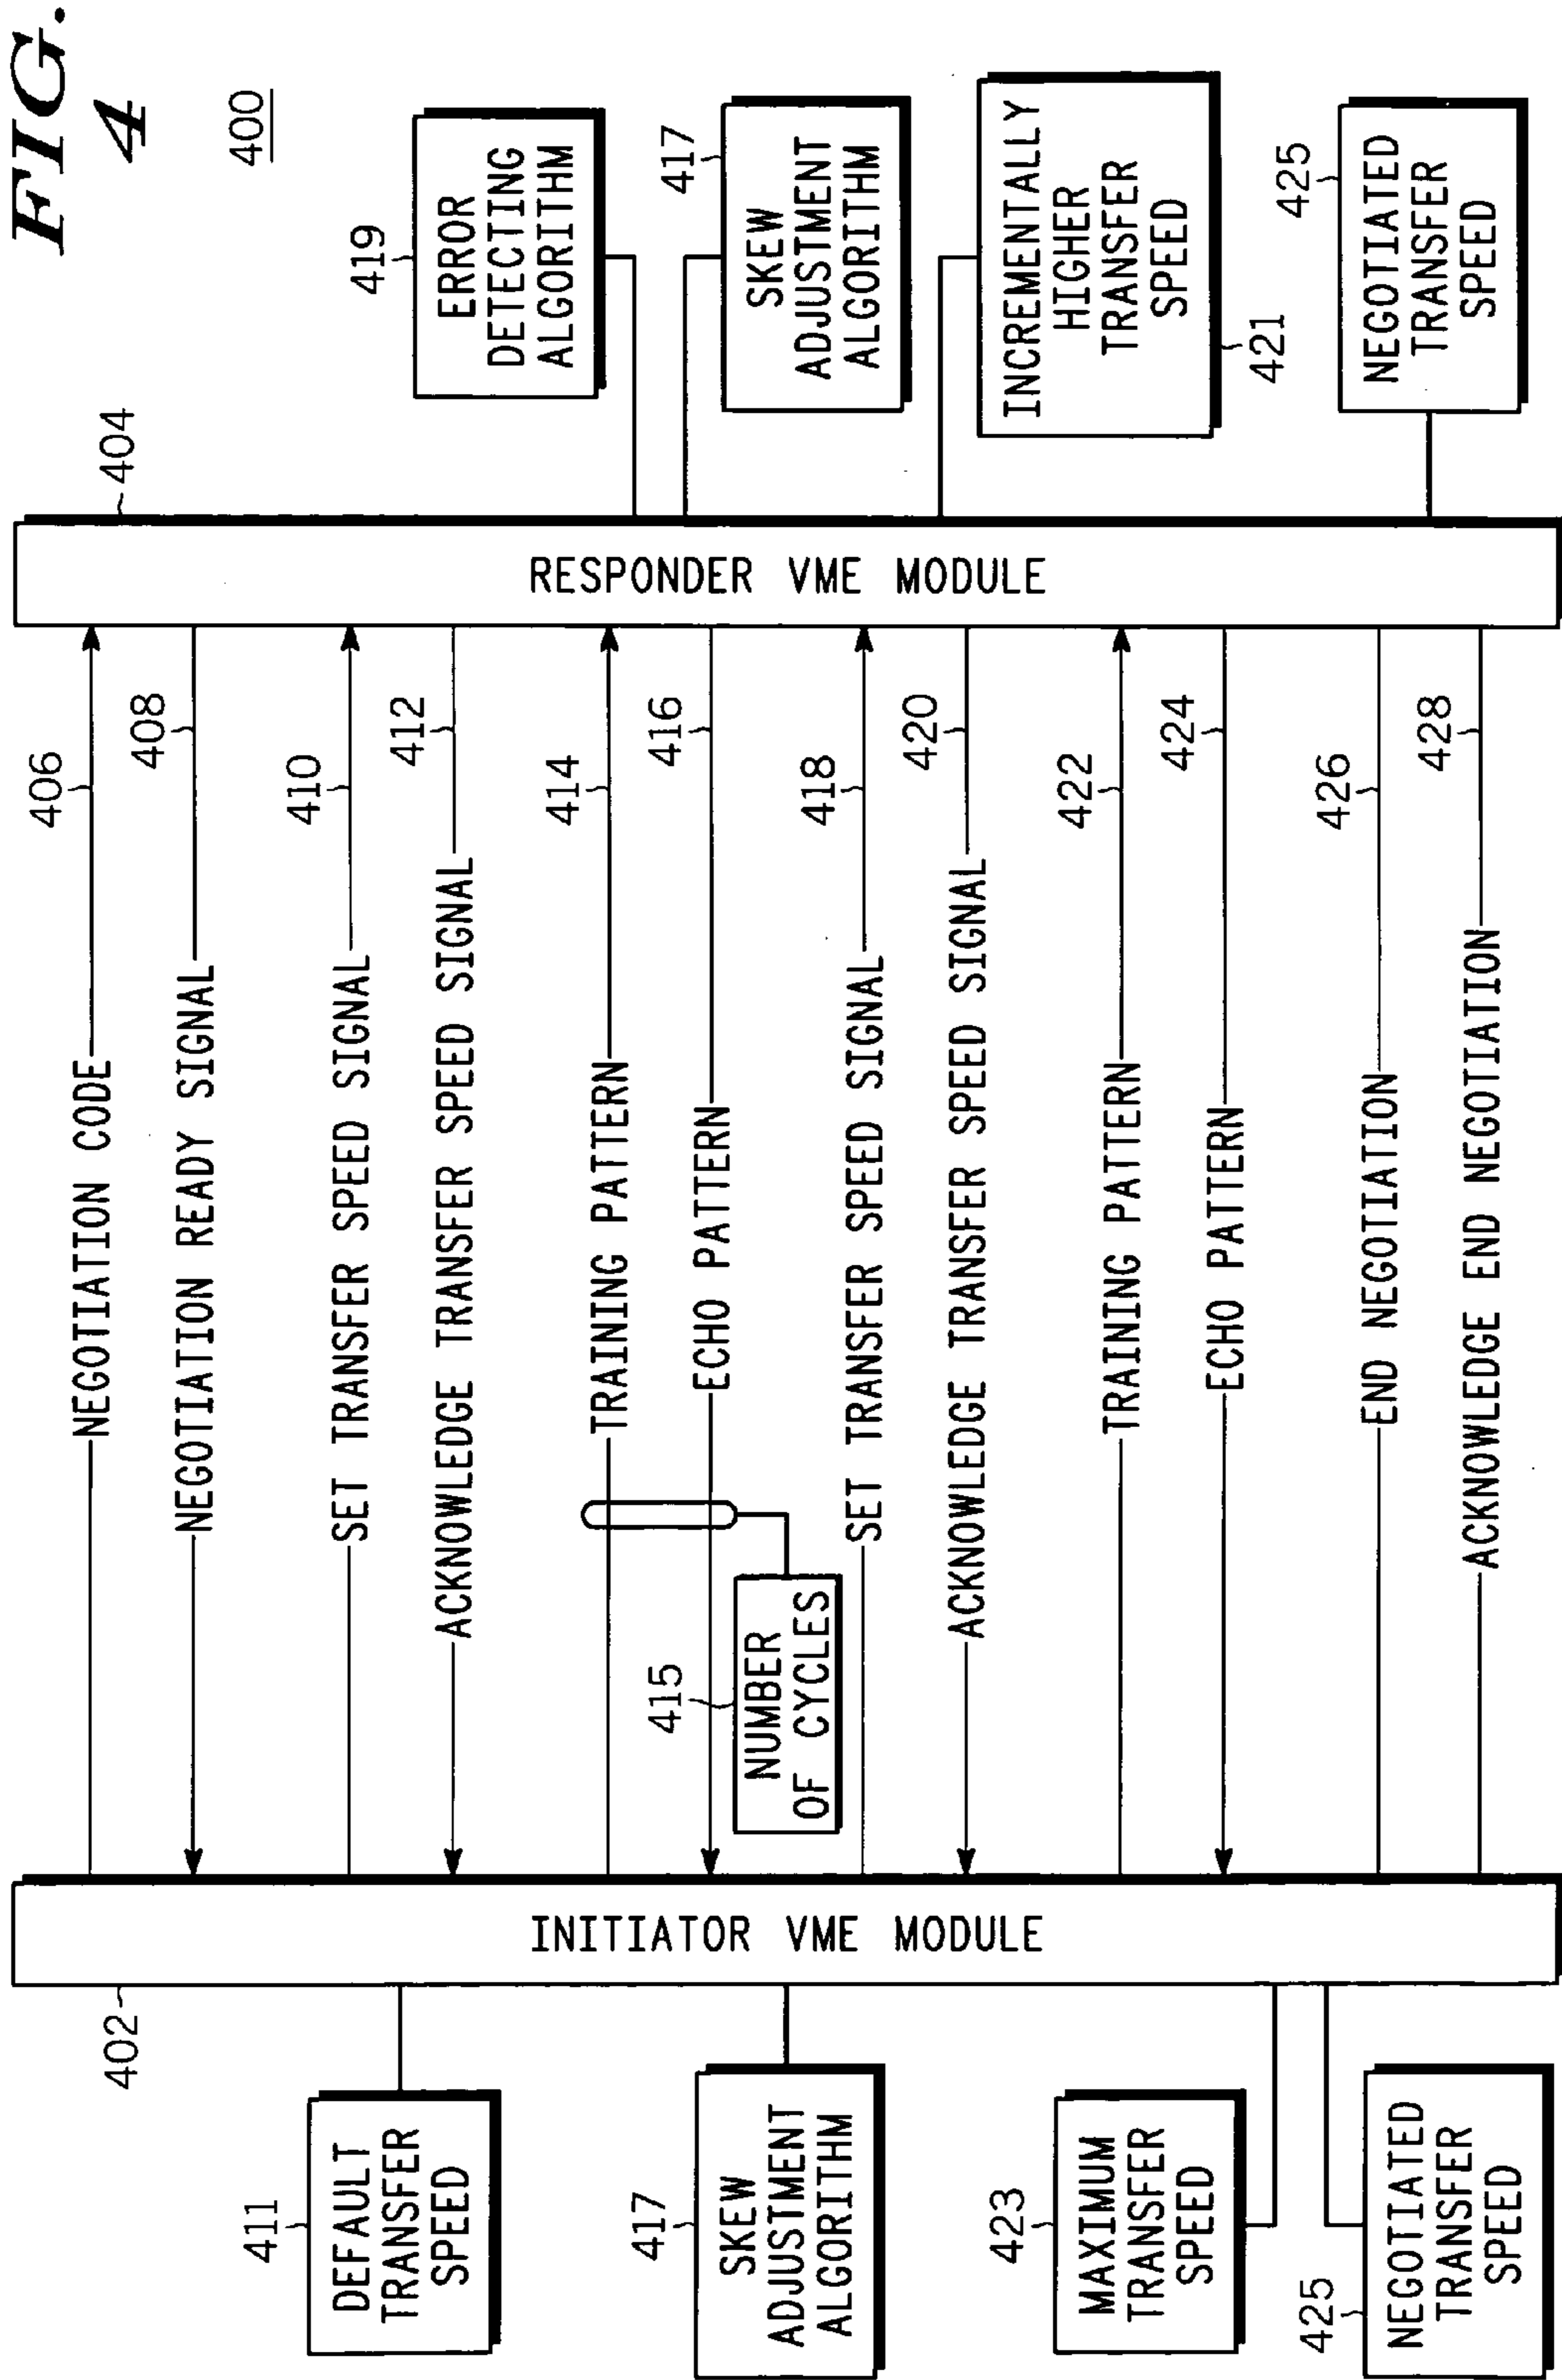 FIG.
4
400
402
INITIATOR VME MODULE
404
RESPONDER VME MODULE
NEGOTIATION CODE
406
NEGOTIATION READY SIGNAL
408
SET TRANSFER SPEED SIGNAL
410
411
DEFAULT
TRANSFER
SPEED
ACKNOWLEDGE TRANSFER SPEED SIGNAL
412
419
ERROR
DETECTING
ALGORITHM
TRAINING PATTERN
414
415
NUMBER
OF CYCLES
ECHO PATTERN
416
417
SKEW
ADJUSTMENT
ALGORITHM
417
SKEW
ADJUSTMENT
ALGORITHM
SET TRANSFER SPEED SIGNAL
418
ACKNOWLEDGE TRANSFER SPEED SIGNAL
420
INCREMENTALLY
HIGHER
TRANSFER
SPEED
421
423
MAXIMUM
TRANSFER
SPEED
TRAINING PATTERN
422
ECHO PATTERN
424
END NEGOTIATION
426
425
NEGOTIATED
TRANSFER
SPEED
425
NEGOTIATED
TRANSFER
SPEED
ACKNOWLEDGE END NEGOTIATION
428